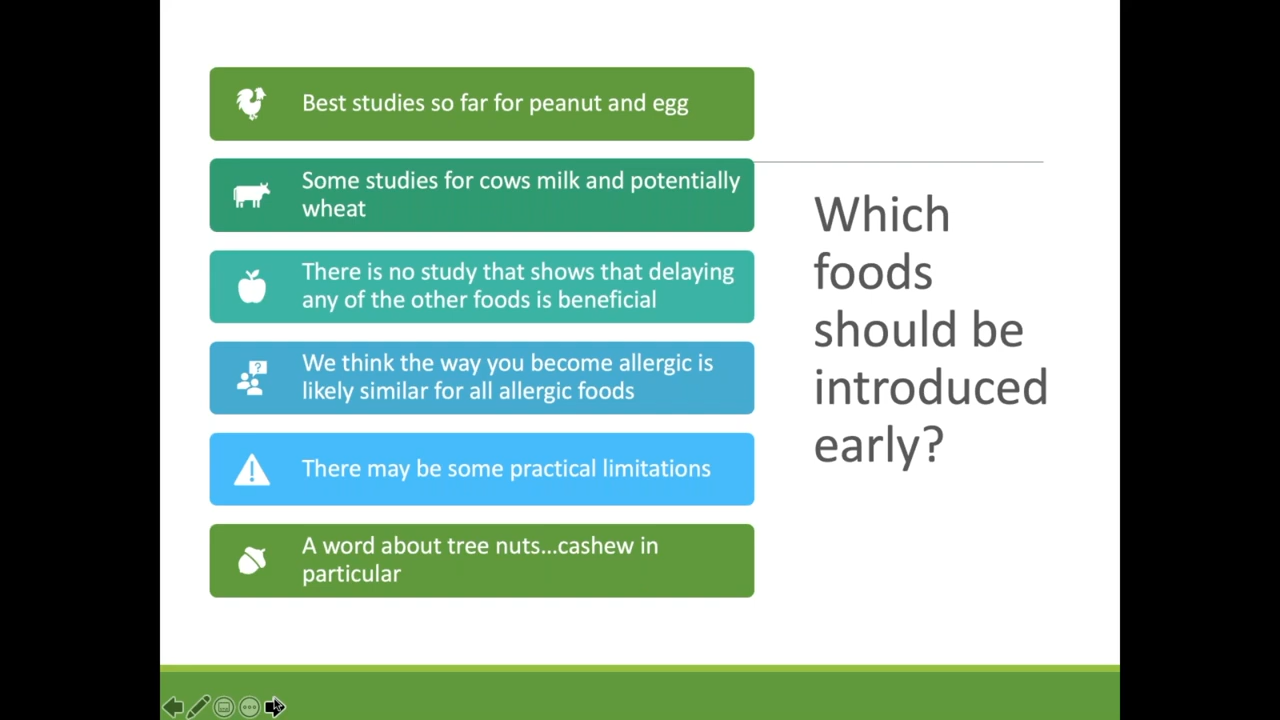 Best studies so far for peanut and egg
Some studies for cows milk and potentially
wheat
There is no study that shows that delaying
any of the other foods is beneficial
?
We think the way you become allergic is
likely similar for all allergic foods
There may be some practical limitations
A word about tree nuts...cashew in
particular
Which
foods
should be
introduced
early?